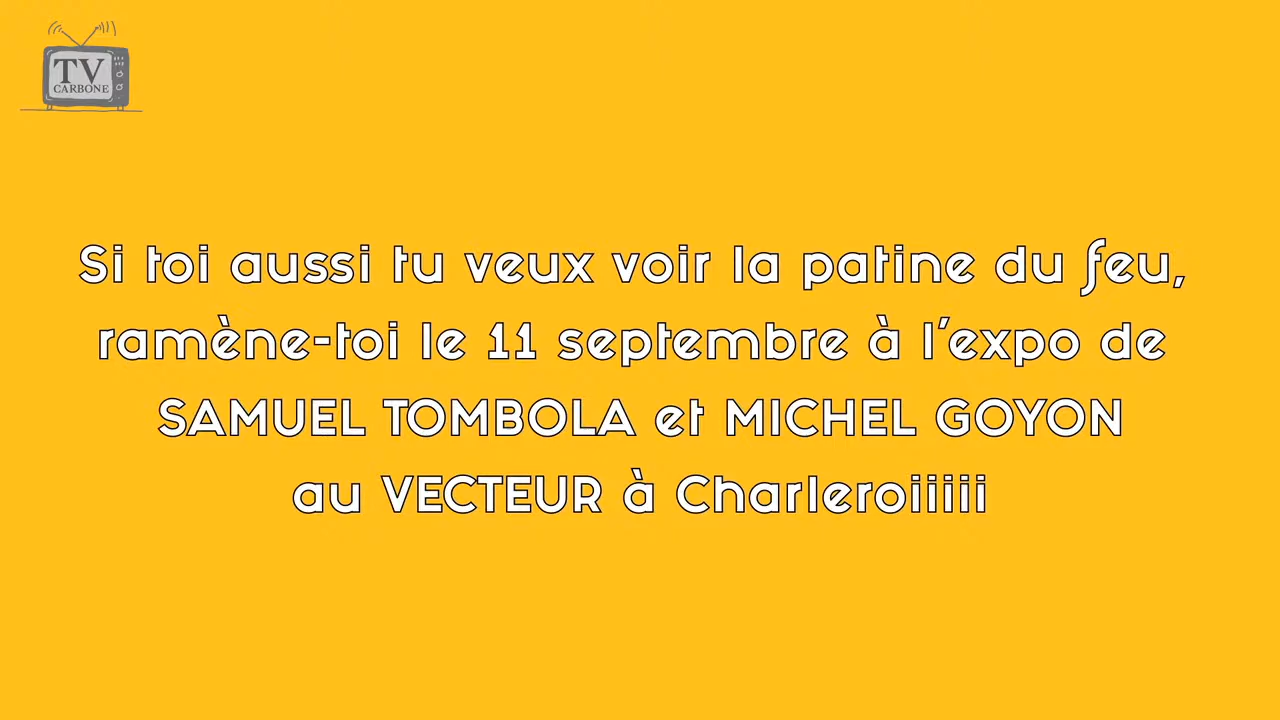 TV
CARBONE
Si toi aussi tu veux voir la patine du feu,
ramène-toi le 11 septembre à l'expo de
SAMUEL TOMBOLA et MICHEL GOYON
au VECTEUR à Charleroiiiiii